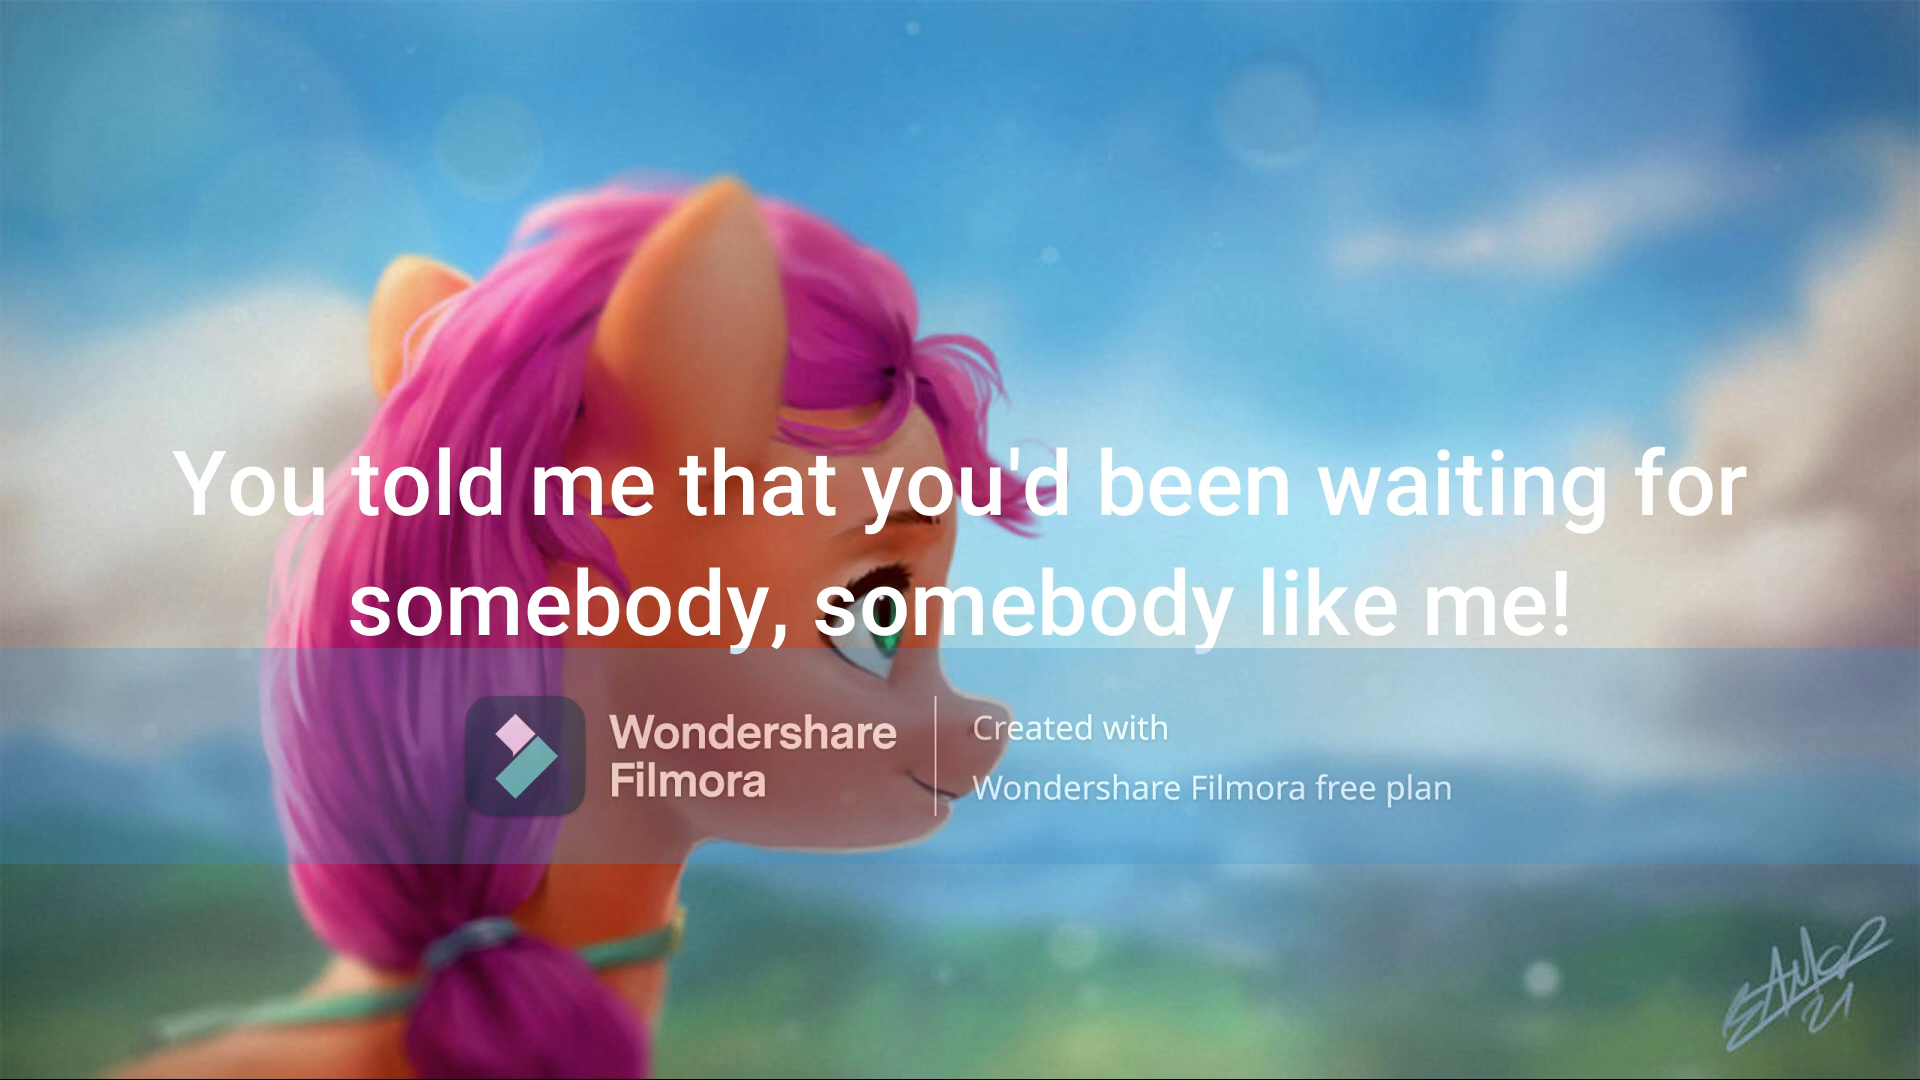 You told me that you'd been waiting for
somebody, somebody like me!
Wondershare
Filmora
Created with
Wondershare Filmora free plan
21